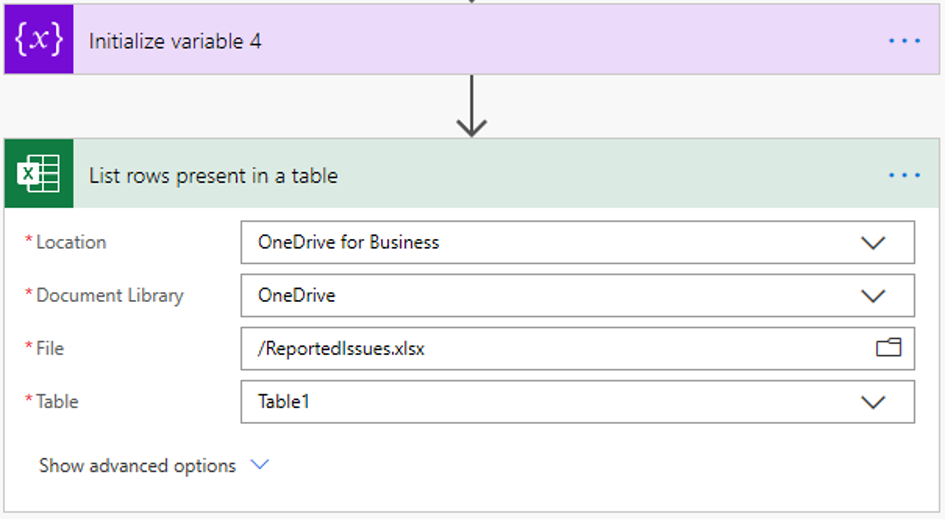 {x} Initialize variable 4
X List rows present in a table
*Location OneDrive for Business
*Document Library OneDrive
*File /ReportedIssues.xlsx
*Table Table1
Show advanced options